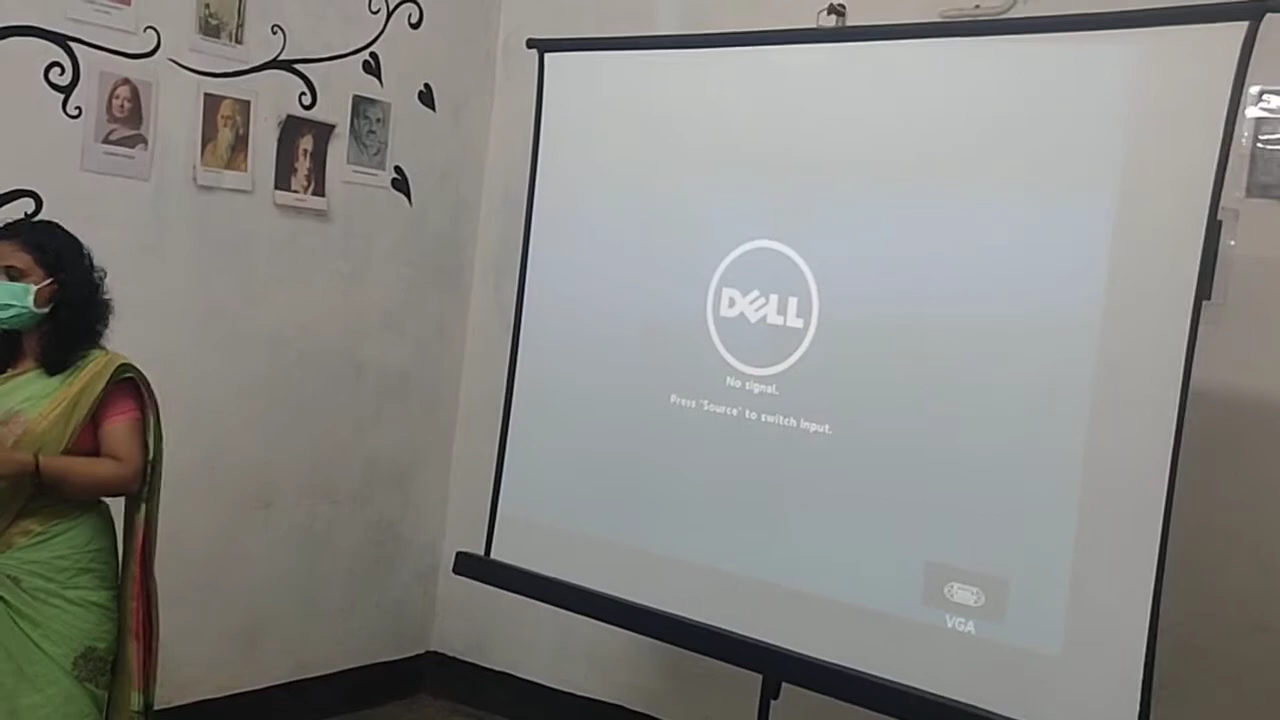 DELL
No signal.
Press "Source" to switch input.
VGA